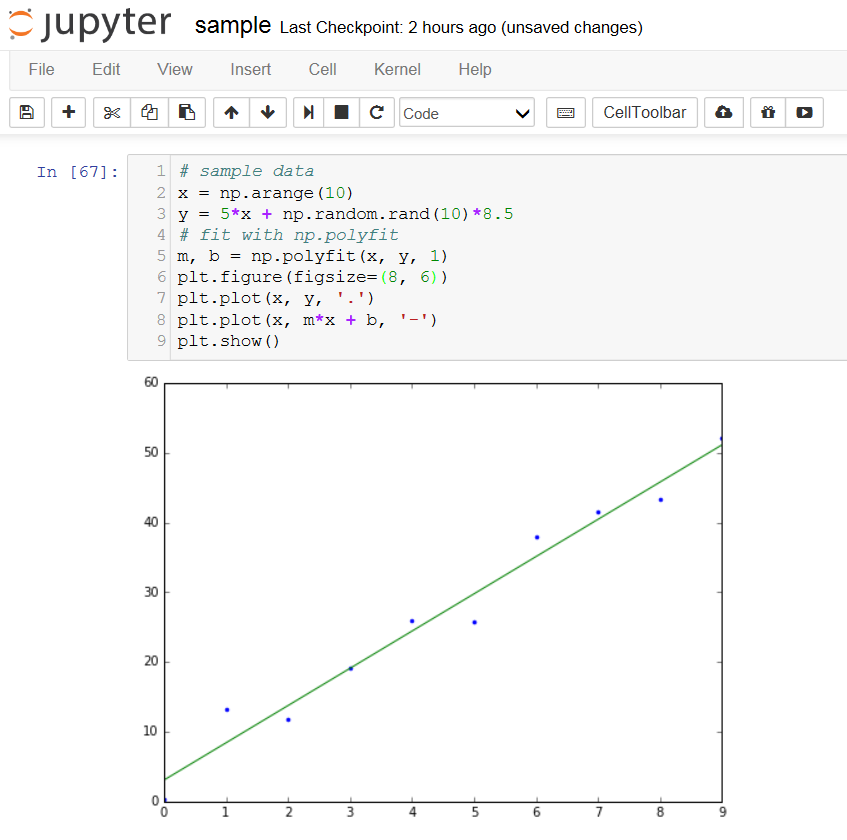 jupyter sample Last Checkpoint: 2 hours ago (unsaved changes)
File Edit View Insert Cell Kernel Help
Code CellToolbar
In [67]:
1 # sample data
2 x = np.arange(10)
3 y = 5*x + np.random.rand(10)*8.5
4 # fit with np.polyfit
5 m, b = np.polyfit(x, y, 1)
6 plt.figure(figsize=(8, 6))
7 plt.plot(x, y, '.')
8 plt.plot(x, m*x + b, '-')
9 plt.show()
60
50
40
30
20
10
0
0 1 2 3 4 5 6 7 8 9